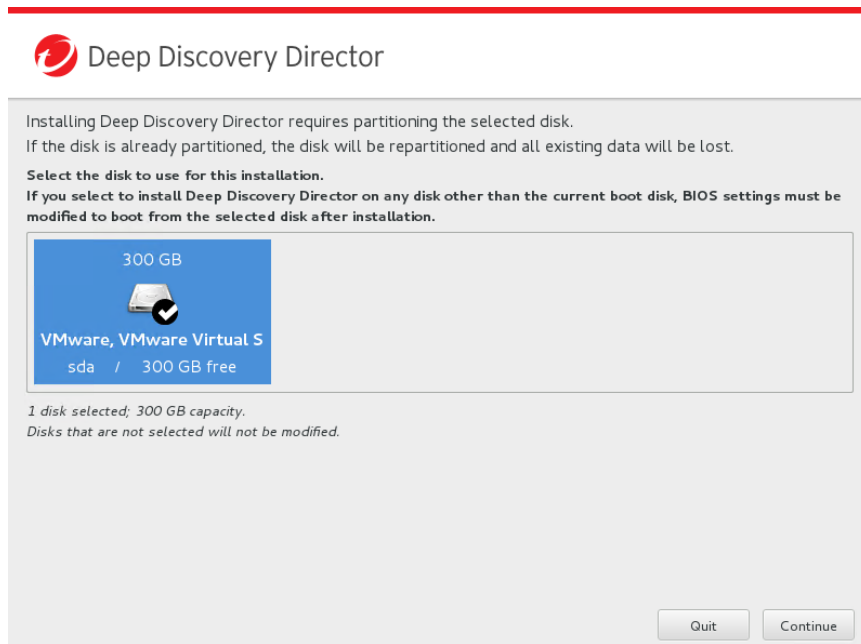 Deep Discovery Director
Installing Deep Discovery Director requires partitioning the selected disk.
If the disk is already partitioned, the disk will be repartitioned and all existing data will be lost.
Select the disk to use for this installation.
If you select to install Deep Discovery Director on any disk other than the current boot disk, BIOS settings must be
modified to boot from the selected disk after installation.
300 GB
VMware, VMware Virtual S
sda / 300 GB free
1 disk selected; 300 GB capacity.
Disks that are not selected will not be modified.
Quit Continue